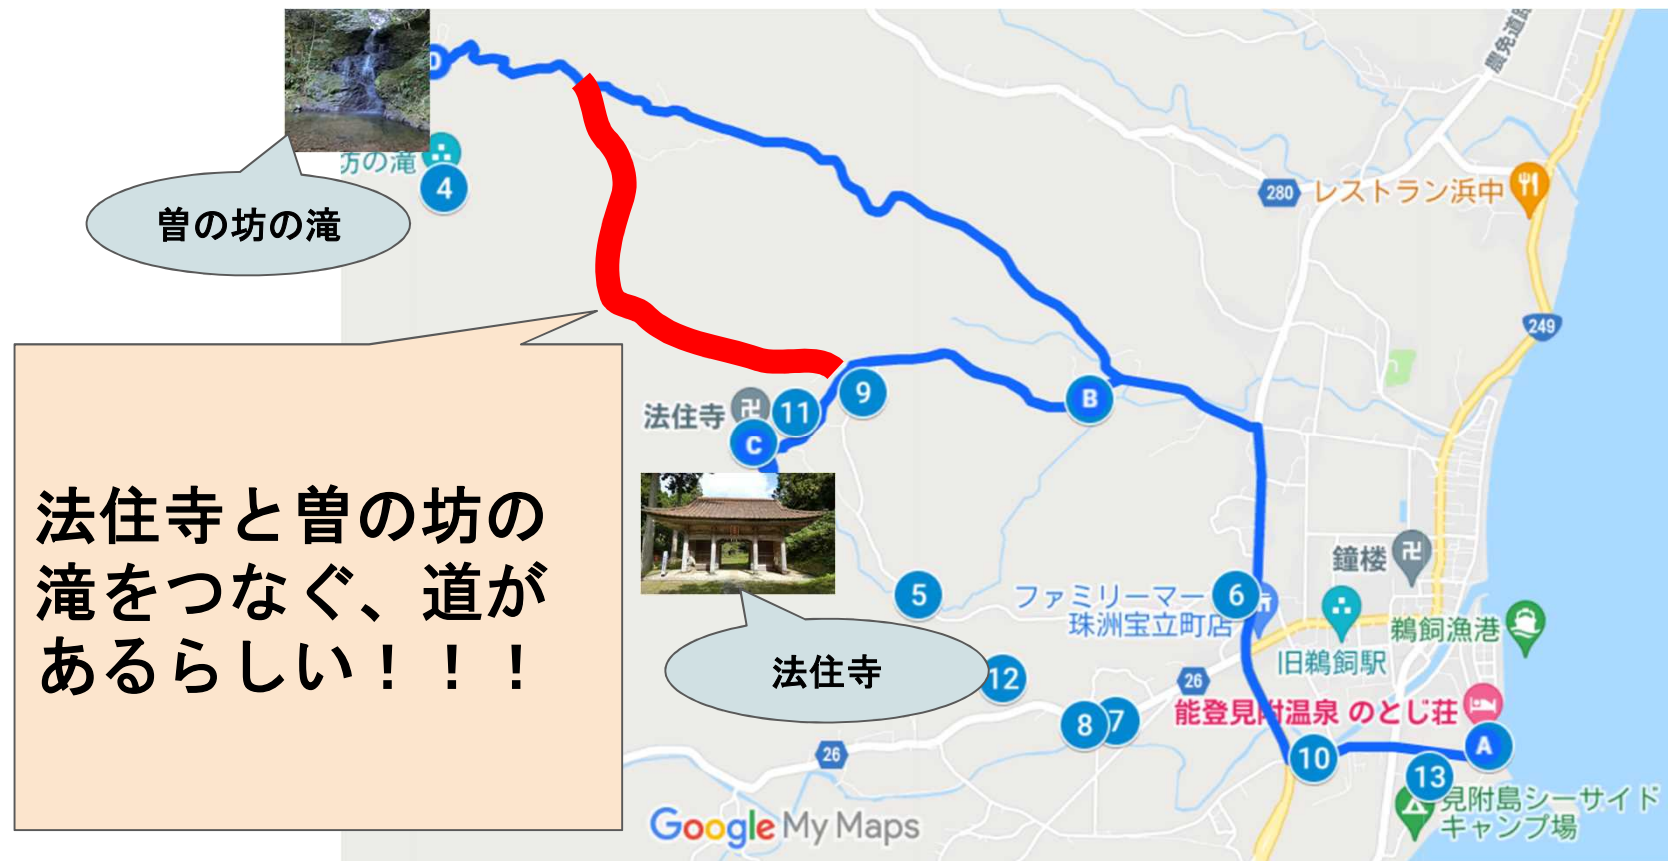 農免道路
D
坊の滝
4
曽の坊の滝
280
レストラン浜中
249
法住寺と曽の坊の
滝をつなぐ、道が
あるらしい！！！
法住寺
11
9
B
C
法住寺
5
ファミリーマー
珠洲宝立町店
6
鐘楼
旧鵜飼駅
鵜飼漁港
12
8
7
26
能登見附温泉 のとじ荘
26
10
A
13
見附島シーサイド
キャンプ場
Google My Maps